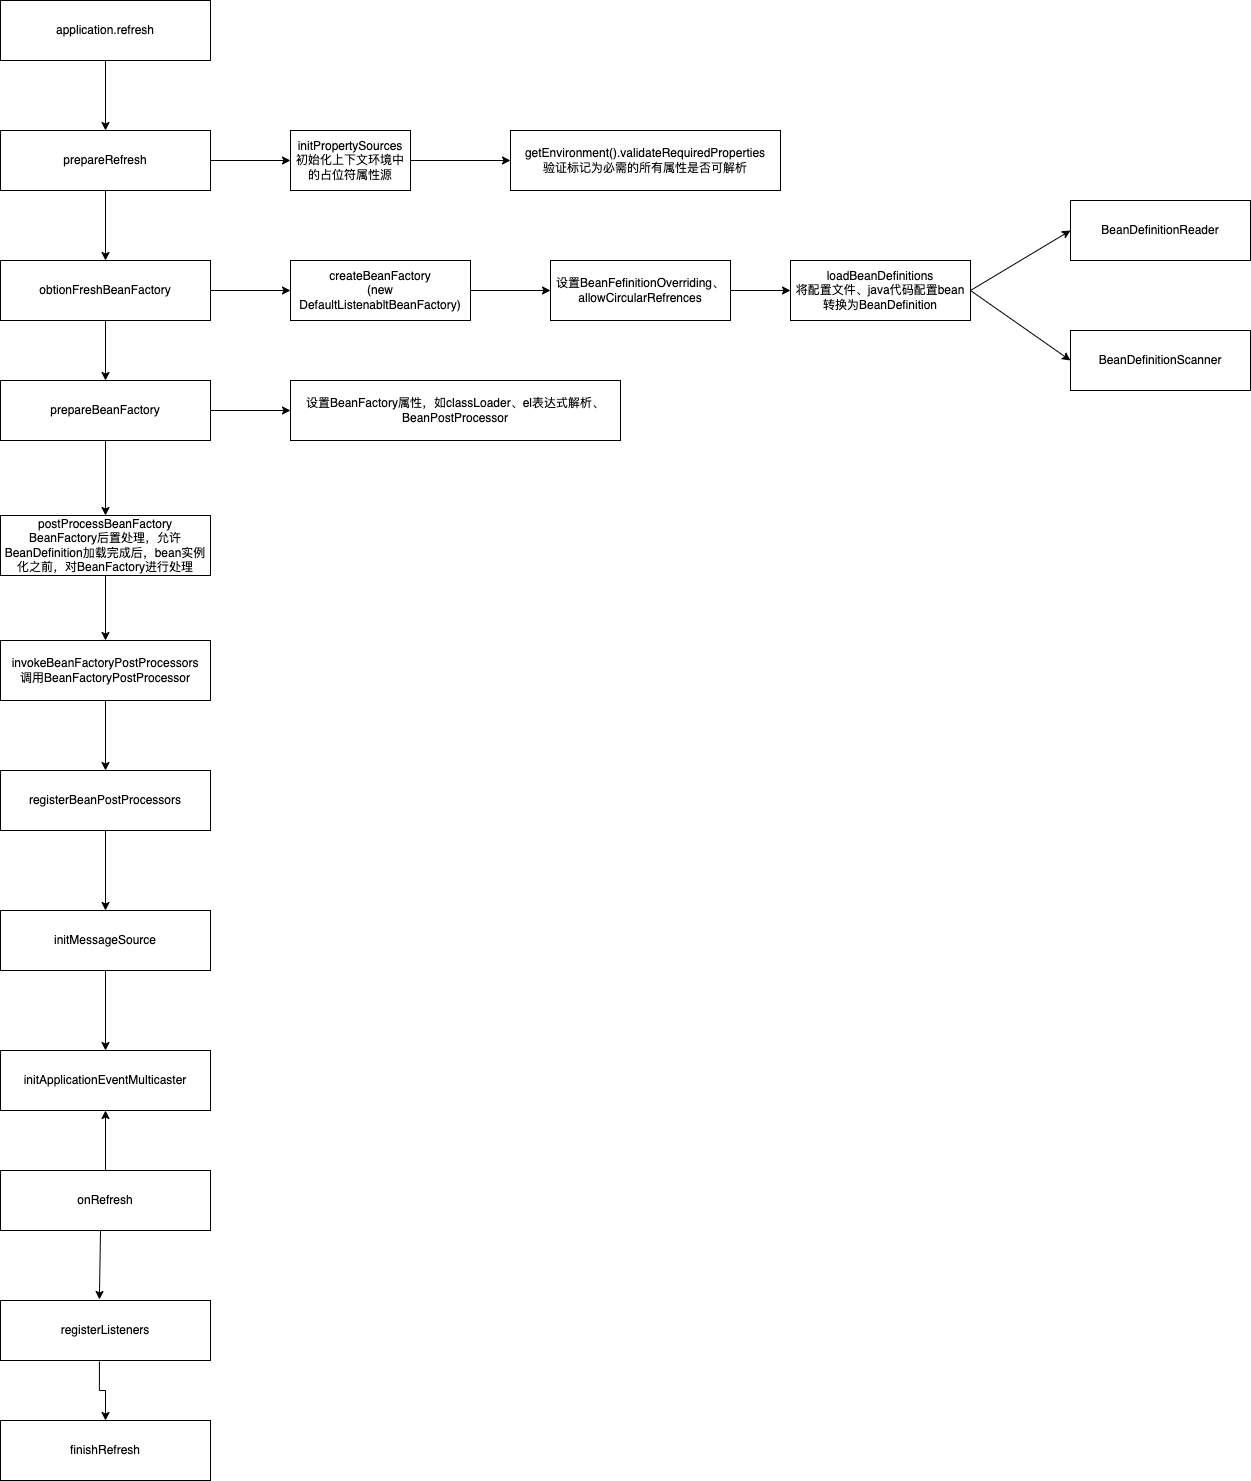 application.refresh
prepareRefresh
initPropertySources
初始化上下文环境中
的占位符属性源
getEnvironment().validateRequiredProperties
验证标记为必需的所有属性是否可解析
obtionFreshBeanFactory
createBeanFactory
(new
DefaultListenabltBeanFactory)
设置BeanFefinitionOverriding、
allowCircularRefrences
loadBeanDefinitions
将配置文件、java代码配置bean
转换为BeanDefinition
BeanDefinitionReader
BeanDefinitionScanner
prepareBeanFactory
设置BeanFactory属性，如classLoader、el表达式解析、
BeanPostProcessor
postProcessBeanFactory
BeanFactory后置处理，允许
BeanDefinition加载完成后，bean实例
化之前，对BeanFactory进行处理
invokeBeanFactoryPostProcessors
调用BeanFactoryPostProcessor
registerBeanPostProcessors
initMessageSource
initApplicationEventMulticaster
onRefresh
registerListeners
finishRefresh